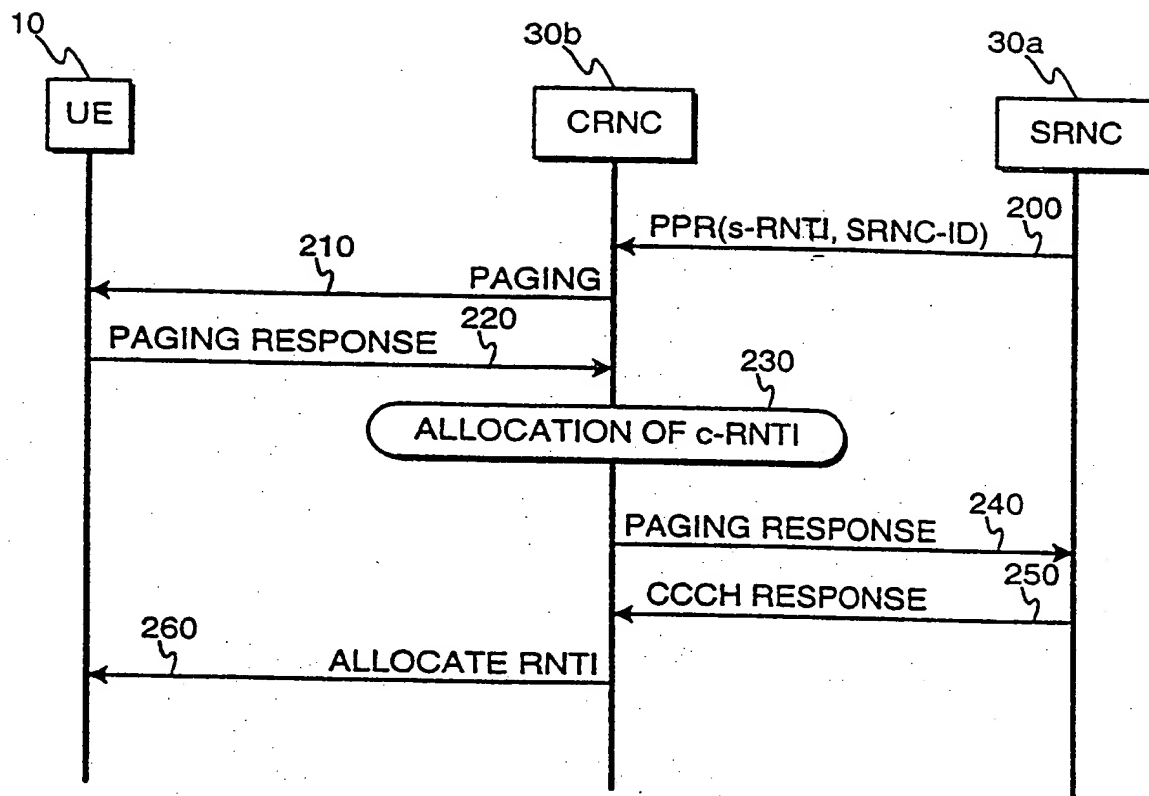 10
30b
30a
UE
CRNC
SRNC
PPR(s-RNTI, SRNC-ID)
200
210
PAGING
PAGING RESPONSE
220
230
ALLOCATION OF c-RNTI
PAGING RESPONSE
240
CCCH RESPONSE
250
260
ALLOCATE RNTI